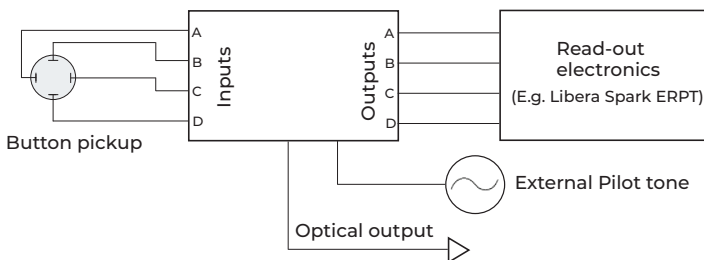 A
B
C
D
Inputs
Outputs
A
B
C
D
Read-out
electronics
(E.g. Libera Spark ERPT)
Button pickup
External Pilot tone
Optical output